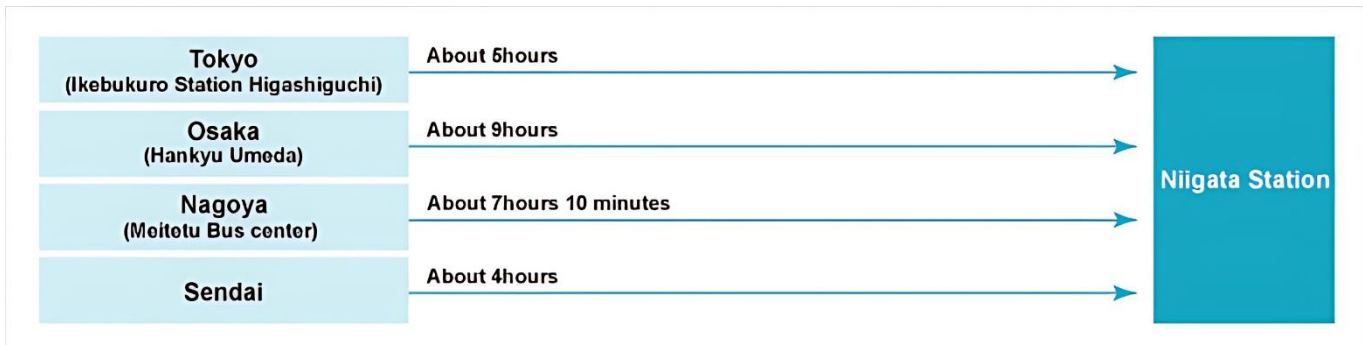 Tokyo
(Ikebukuro Station Higashiguchi)
About 5hours
Osaka
(Hankyu Umeda)
About 9hours
Nagoya
(Meitetu Bus center)
About 7hours 10 minutes
Sendai
About 4hours
Niigata Station